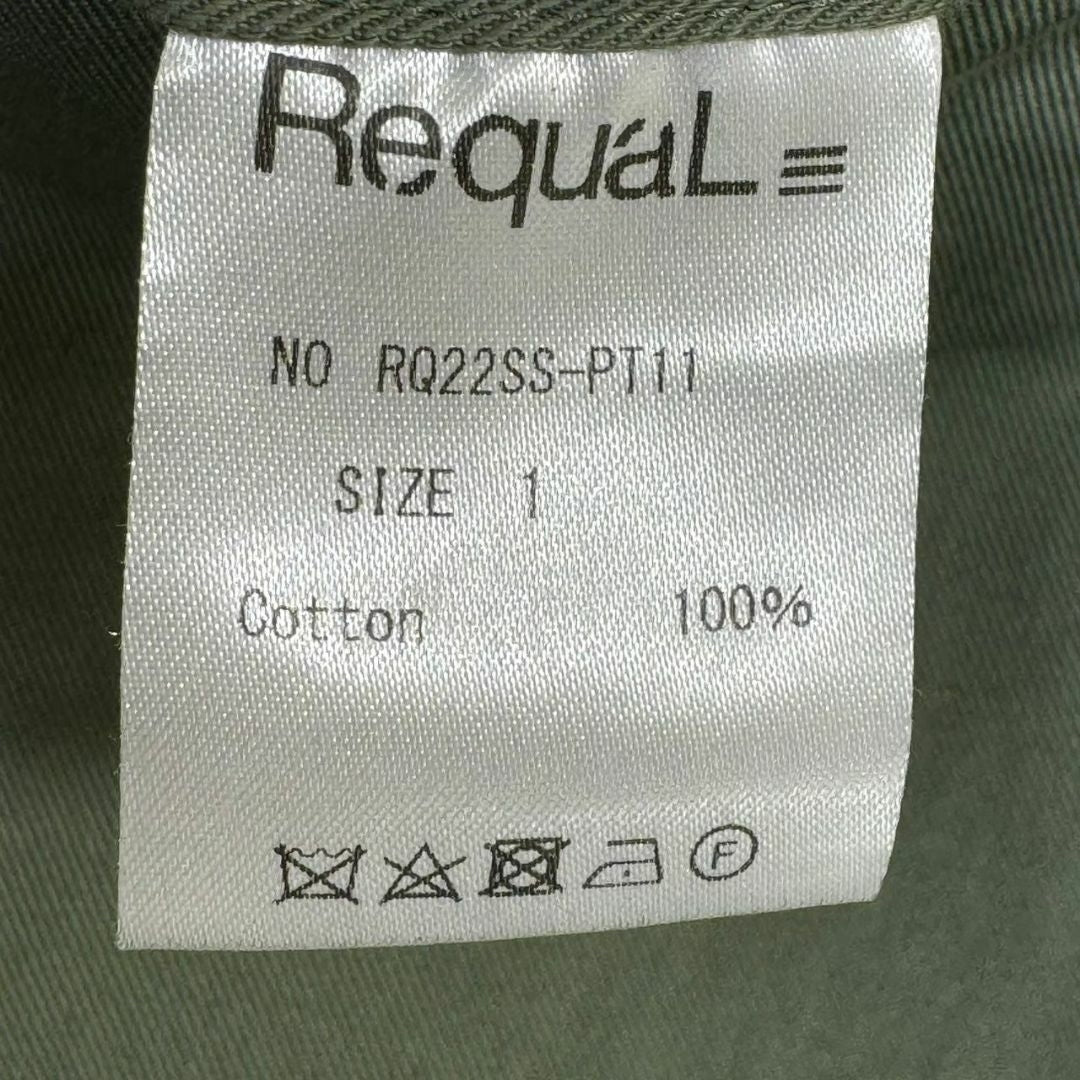 RequaL≡
NO RQ22SS-PT11
SIZE 1
Cotton 100%
F